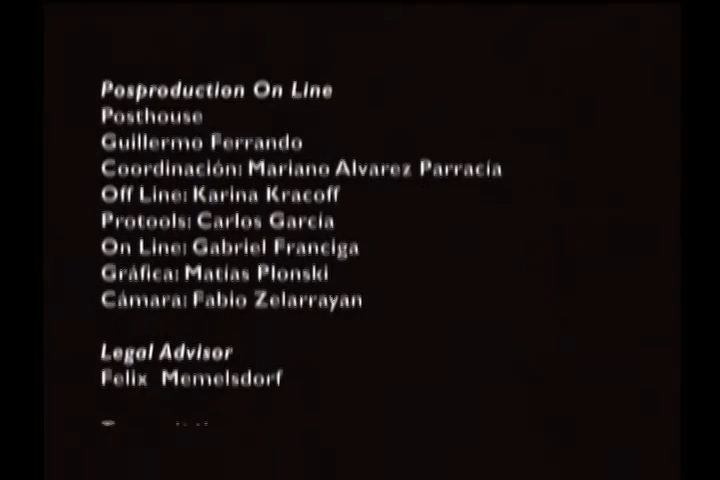 Posproduction On Line
Posthouse
Guillermo Ferrando
Coordinación: Mariano Alvarez Parracia
Off Line: Karina Kracoff
Protools: Carlos Garcia
On Line: Gabriel Franciga
Gráfica: Matias Plonski
Cámara: Fabio Zelarrayan
Legal Advisor
Felix Memelsdorf